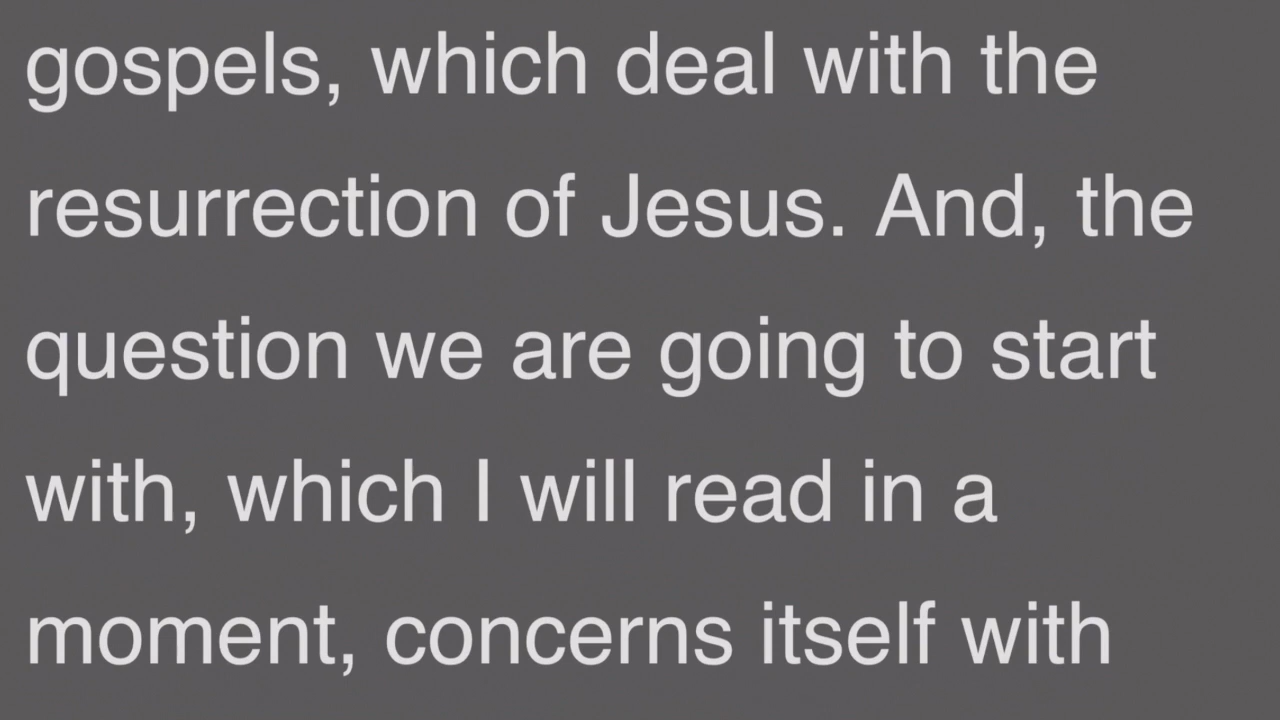 gospels, which deal with the
resurrection of Jesus. And, the
question we are going to start
with, which I will read in a
moment, concerns itself with